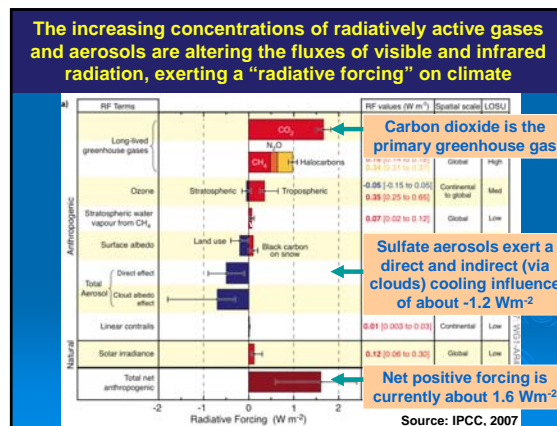 The increasing concentrations of radiatively active gases
and aerosols are altering the fluxes of visible and infrared
radiation, exerting a “radiative forcing” on climate
a)
RF Terms
RF values (W m⁻²)
Spatial scale
LOSU
Anthropogenic
Long-lived
greenhouse gases
CO₂
N₂O
CH₄
Halocarbons
Carbon dioxide is the
primary greenhouse gas
Global
High
Ozone
Stratospheric
Tropospheric
-0.05 [-0.15 to 0.05]
0.35 [0.25 to 0.65]
Continental
to global
Med
Stratospheric water
vapour from CH₄
0.07 [0.02 to 0.12]
Global
Low
Surface albedo
Land use
Black carbon
on snow
Total
Aerosol
Direct effect
Cloud albedo
effect
Sulfate aerosols exert a
direct and indirect (via
clouds) cooling influence
of about -1.2 Wm-2
Linear contrails
0.01 [0.003 to 0.03]
Continental
Low
Natural
Solar irradiance
0.12 [0.06 to 0.30]
Global
Low
Total net
anthropogenic
Net positive forcing is
currently about 1.6 Wm-2
-2
-1
0
1
2
Radiative Forcing (W m⁻²)
Source: IPCC, 2007